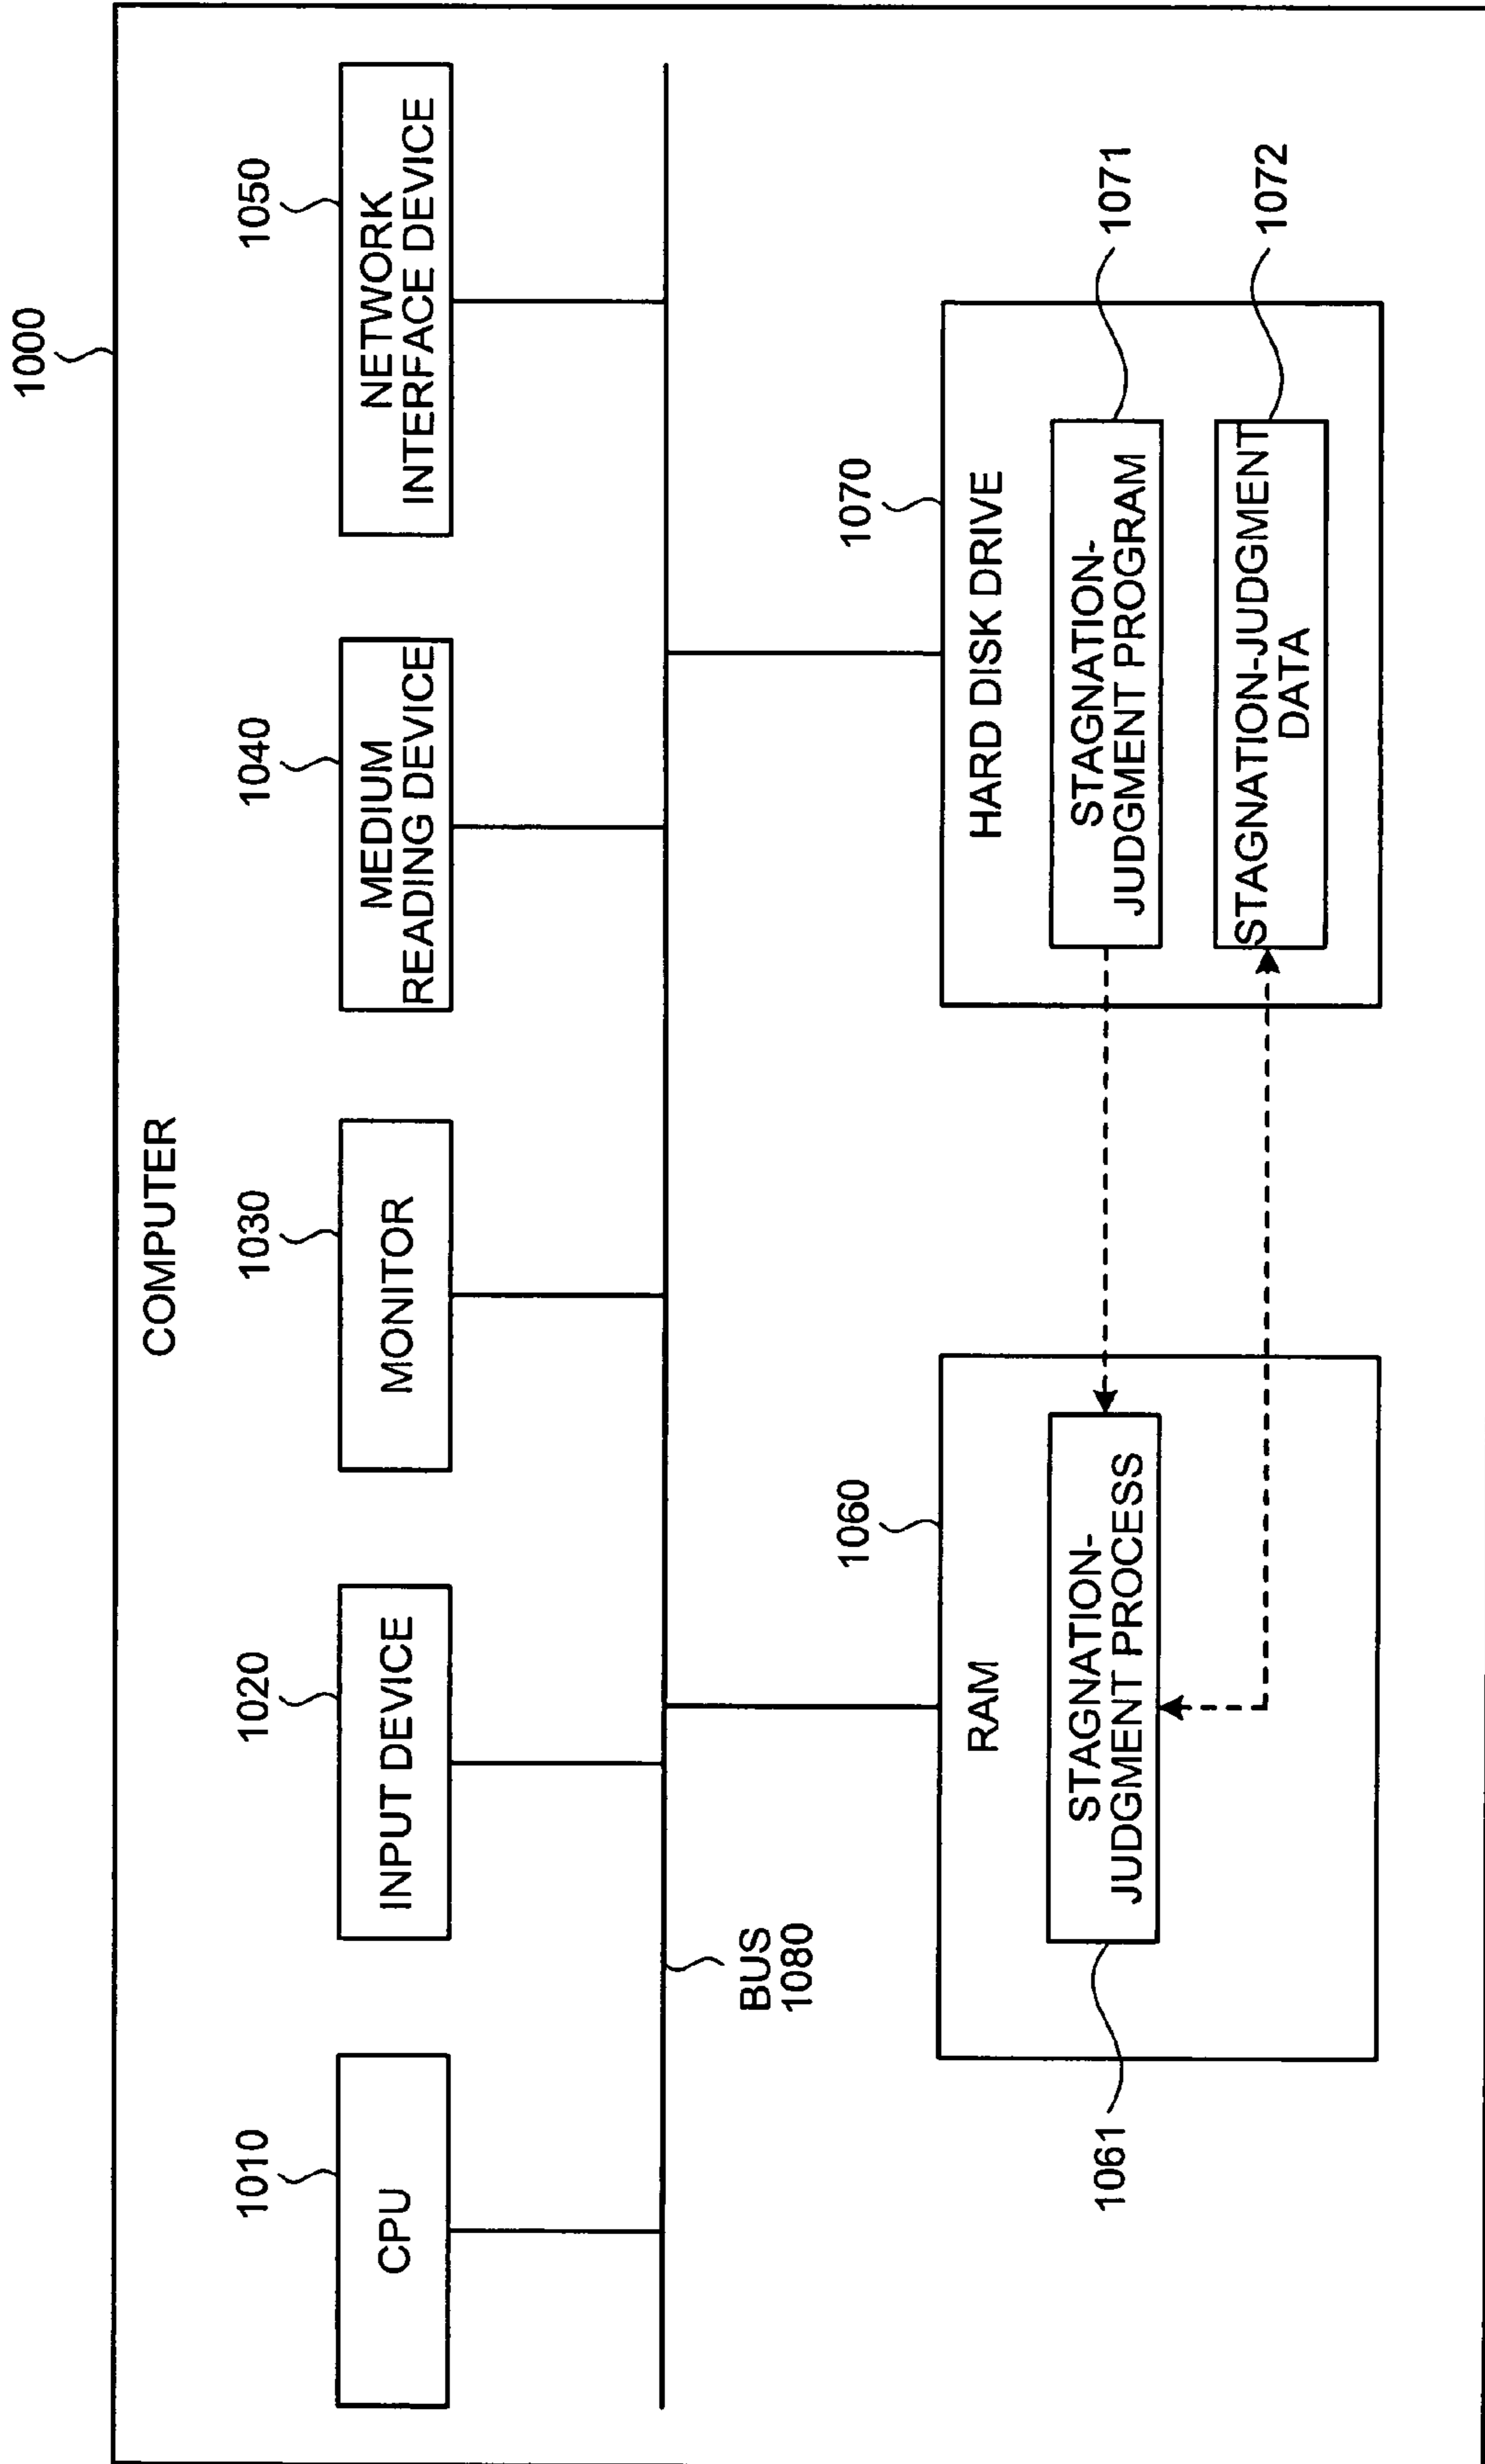 1000
COMPUTER
1010
1020
1030
1040
1050
CPU
INPUT DEVICE
MONITOR
MEDIUM
READING DEVICE
NETWORK
INTERFACE DEVICE
BUS
1080
1060
1070
RAM
HARD DISK DRIVE
1061
STAGNATION-
JUDGMENT PROCESS
STAGNATION-
JUDGMENT PROGRAM
1071
STAGNATION-JUDGMENT
DATA
1072